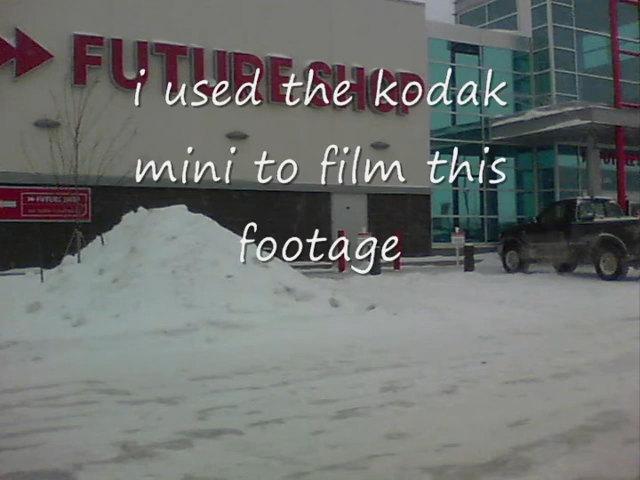 FUTURE SHOP
i used the kodak
mini to film this
footage
FUTURE SHOP